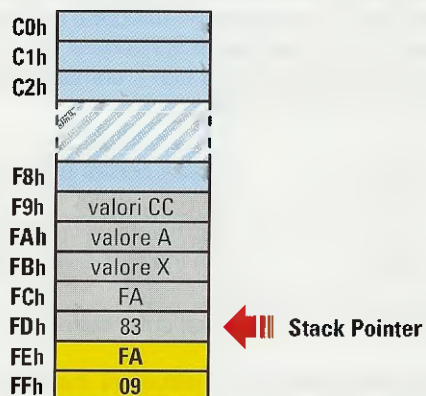 C0h
C1h
C2h
F8h
F9h valori CC
FAh valore A
FBh valore X
FCh FA
FDh 83 Stack Pointer
FEh FA
FFh 09